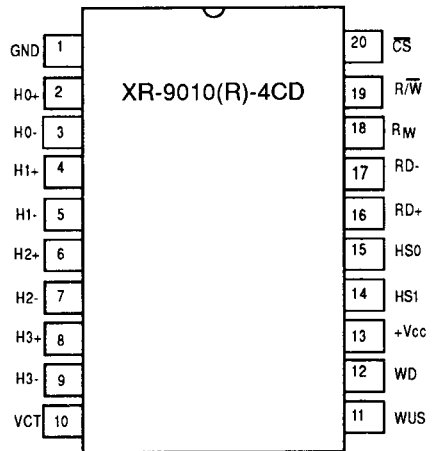 XR-9010(R)-4CD
GND 1
H0+ 2
H0- 3
H1+ 4
H1- 5
H2+ 6
H2- 7
H3+ 8
H3- 9
VCT 10
20 C̅S̅
19 R/W̅
18 RIW
17 RD-
16 RD+
15 HS0
14 HS1
13 +Vcc
12 WD
11 WUS